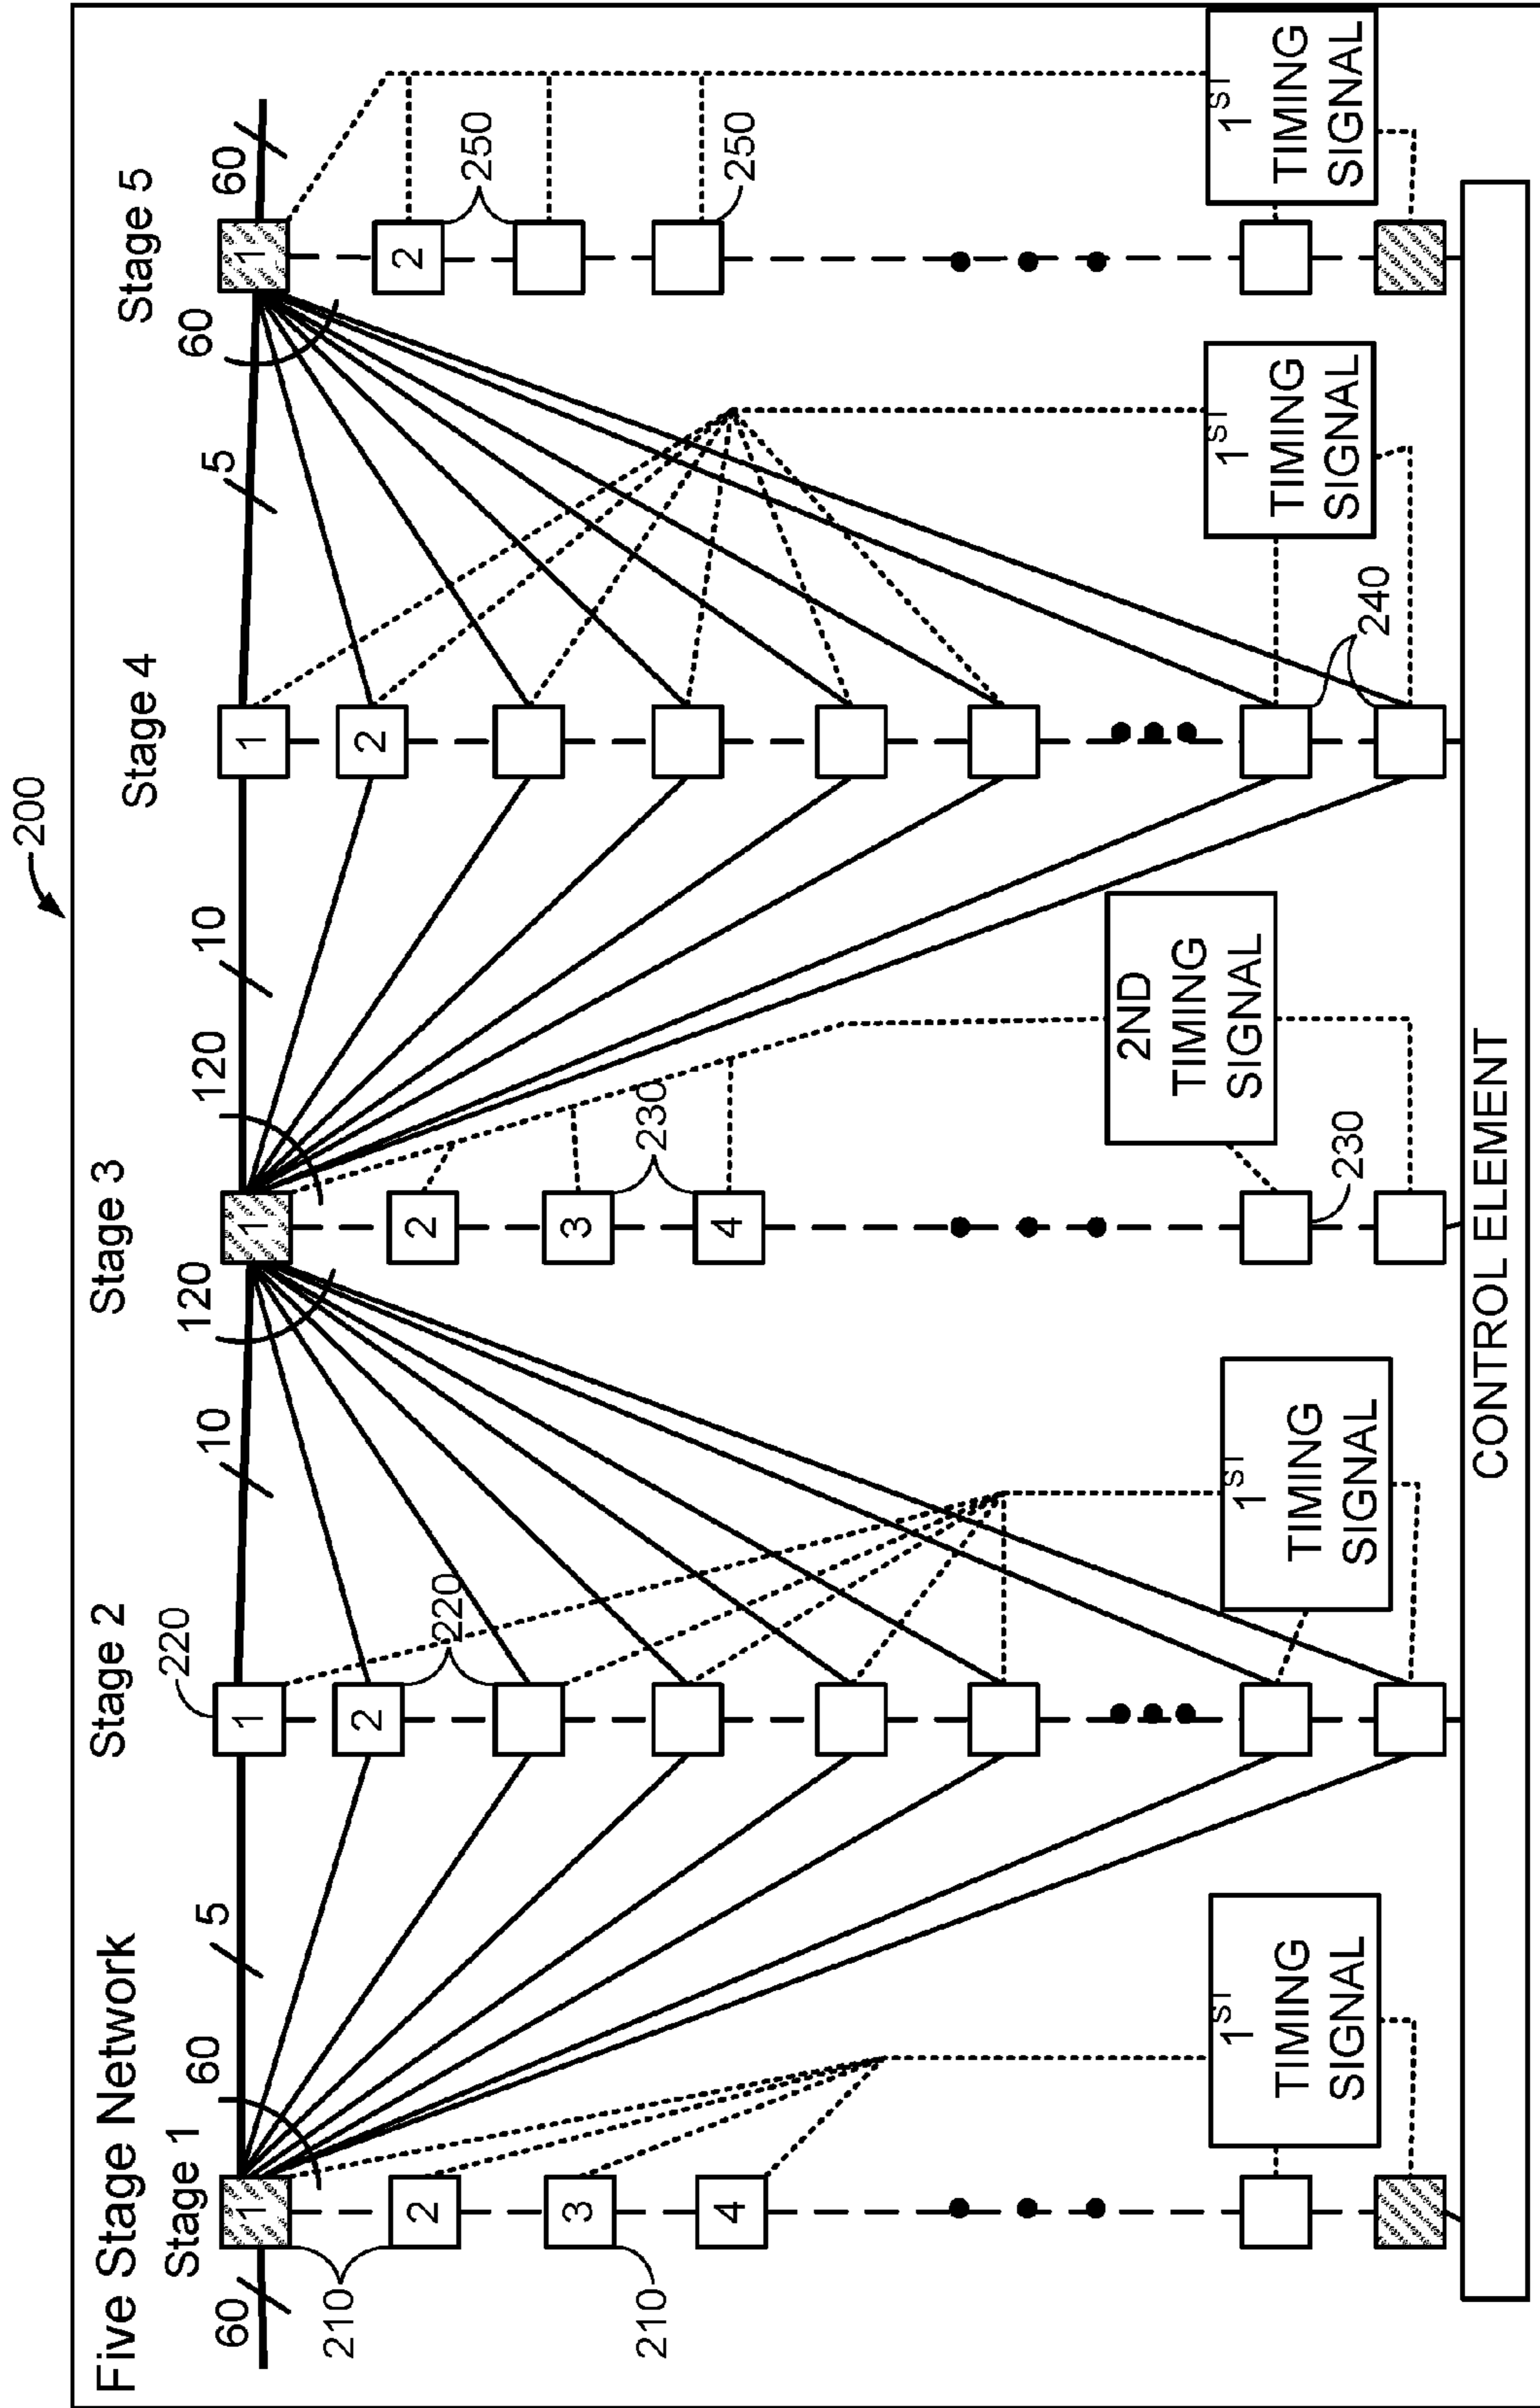 200
Five Stage Network
Stage 1
Stage 2
Stage 3
Stage 4
Stage 5
60
60
5
10
120
120
10
5
60
60
1
2
3
4
210
210
1
2
220
220
1
2
3
4
230
230
1
2
240
1
2
250
250
1ST
TIMING
SIGNAL
1ST
TIMING
SIGNAL
2ND
TIMING
SIGNAL
1ST
TIMING
SIGNAL
1ST
TIMING
SIGNAL
CONTROL ELEMENT